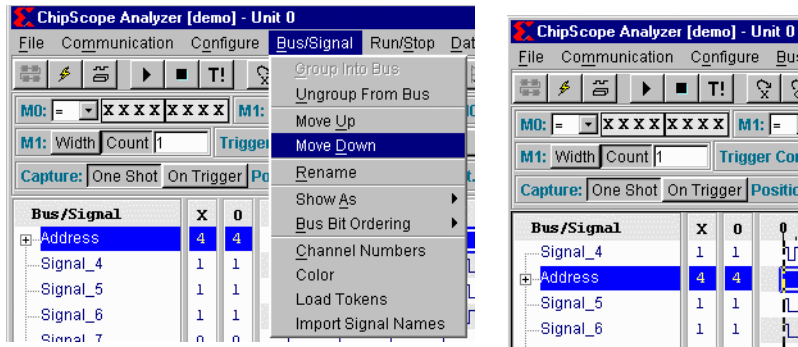 ChipScope Analyzer [demo] - Unit 0
File Communication Configure Bus/Signal Run/Stop Dat
T!
M0: = X X X X X X X X M1:
M1: Width Count 1 Trigger
Capture: One Shot On Trigger Po
Bus/Signal X 0
Address 4 4
Signal_4 1 1
Signal_5 1 1
Signal_6 1 1
Signal_7 0 0
Group Into Bus
Ungroup From Bus
Move Up
Move Down
Rename
Show As
Bus Bit Ordering
Channel Numbers
Color
Load Tokens
Import Signal Names
ChipScope Analyzer [demo] - Unit 0
File Communication Configure Bus
T!
M0: = X X X X X X X X M1: =
M1: Width Count 1 Trigger Con
Capture: One Shot On Trigger Positio
Bus/Signal X 0 0
Signal_4 1 1
Address 4 4
Signal_5 1 1
Signal_6 1 1